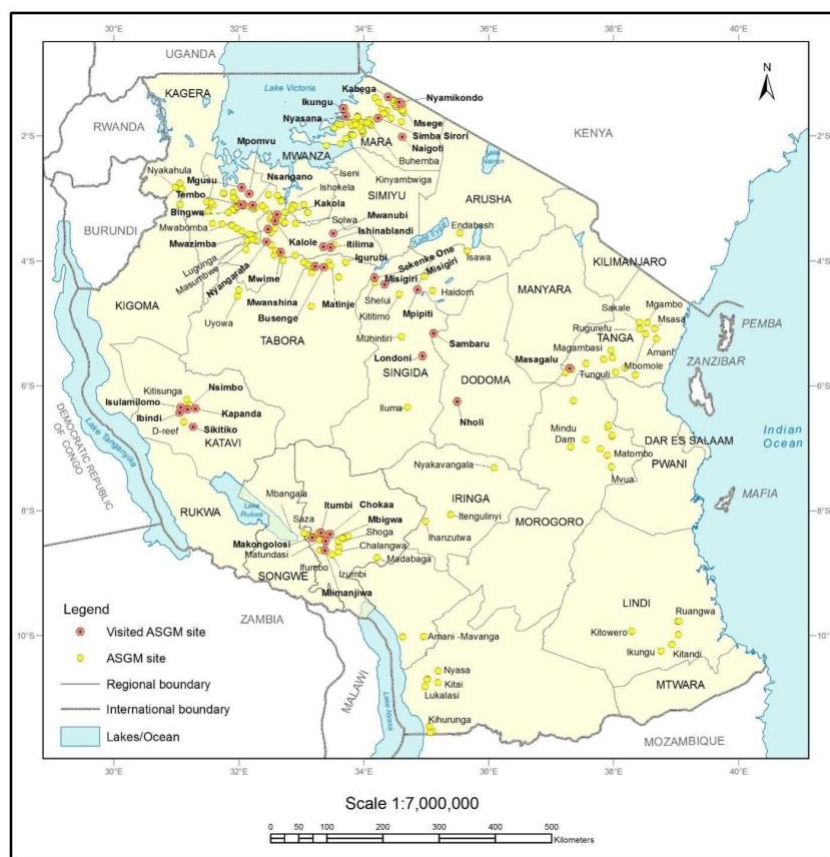 30°E 32°E 34°E 36°E 38°E 40°E
UGANDA
N
KAGERA
Lake Victoria
Kabega
Nyamikondo
Ikungu
RWANDA
2°S
Nyasana
Msege
KENYA
2°S
Mpomvu
MARA
Simba Sirori
MWANZA
Naigoti
Nyakahula
Buhemba
Mgusu
Nsangano
Iseni
Kinyambwiga
Ishokela
Tembo
SIMIYU
ARUSHA
Bingwa
Kakola
BURUNDI
Mwabomba
Solwa
Mwanubi
Endabash
Mwazimba
Ishinablandi
Kalole
Itilima
Sekenke One
Isawa
KILIMANJARO
4°S
Lugunga
Igurubi
Misigiri
4°S
Masumbwe
Misigiri
MANYARA
Nyangarata
Mwime
KIGOMA
Shelui
Haidom
Sakale
Mgambo
Mwanshina
Matinje
Kititimo
Mpipiti
Rugurefu
Msasa
PEMBA
Uyowa
Busenge
TANGA
TABORA
Muhintiri
Sambaru
Magambasi
Amani
Londoni
Masagalu
Mbomole
ZANZIBAR
SINGIDA
DODOMA
Tunguli
6°S
Kitisunga
Nsimbo
6°S
Isulamilomo
Iluma
Nholi
Ibindi
Kapanda
D-reef
Sikitiko
Mindu
Dam
DAR ES SALAAM
Indian
Ocean
DEMOCRATIC REPUBLIC
OF CONGO
Lake Tanganyika
KATAVI
Nyakavangala
Matombo
PWANI
Mvua
MAFIA
RUKWA
Lake
Rukwa
Mbangala
Itumbi
Chokaa
IRINGA
8°S
Saza
Mbigwa
Itengulinyi
MOROGORO
8°S
Makongolosi
Shoga
Matundasi
Chalangwa
Ihanzutwa
Ifumbo
Madabaga
SONGWE
Izumbi
Mlimanjiwa
ZAMBIA
LINDI
Ruangwa
10°S
Amani -Mavanga
Kitowero
10°S
Ikungu
Kitandi
Nyasa
Kitai
MALAWI
Lake Nyasa
Lukalasi
MTWARA
Kihurunga
MOZAMBIQUE
Legend
Visited ASGM site
ASGM site
Regional boundary
International boundary
Lakes/Ocean
30°E 32°E 34°E 36°E 38°E 40°E
Scale 1:7,000,000
0 50 100 200 300 400 500
Kilometers